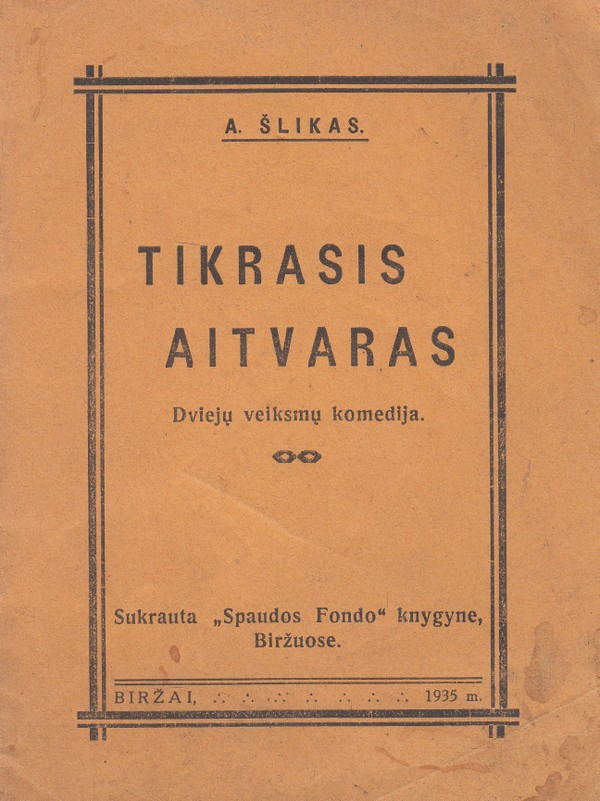 A. ŠLIKAS.
TIKRASIS
AITVARAS
Dviejų veiksmų komedija.
Sukrauta „Spaudos Fondo“ knygyne,
Biržuose.
BIRŽAI, ∴ ∴ ∴ ∴ ∴ ∴ ∴ 1935 m.